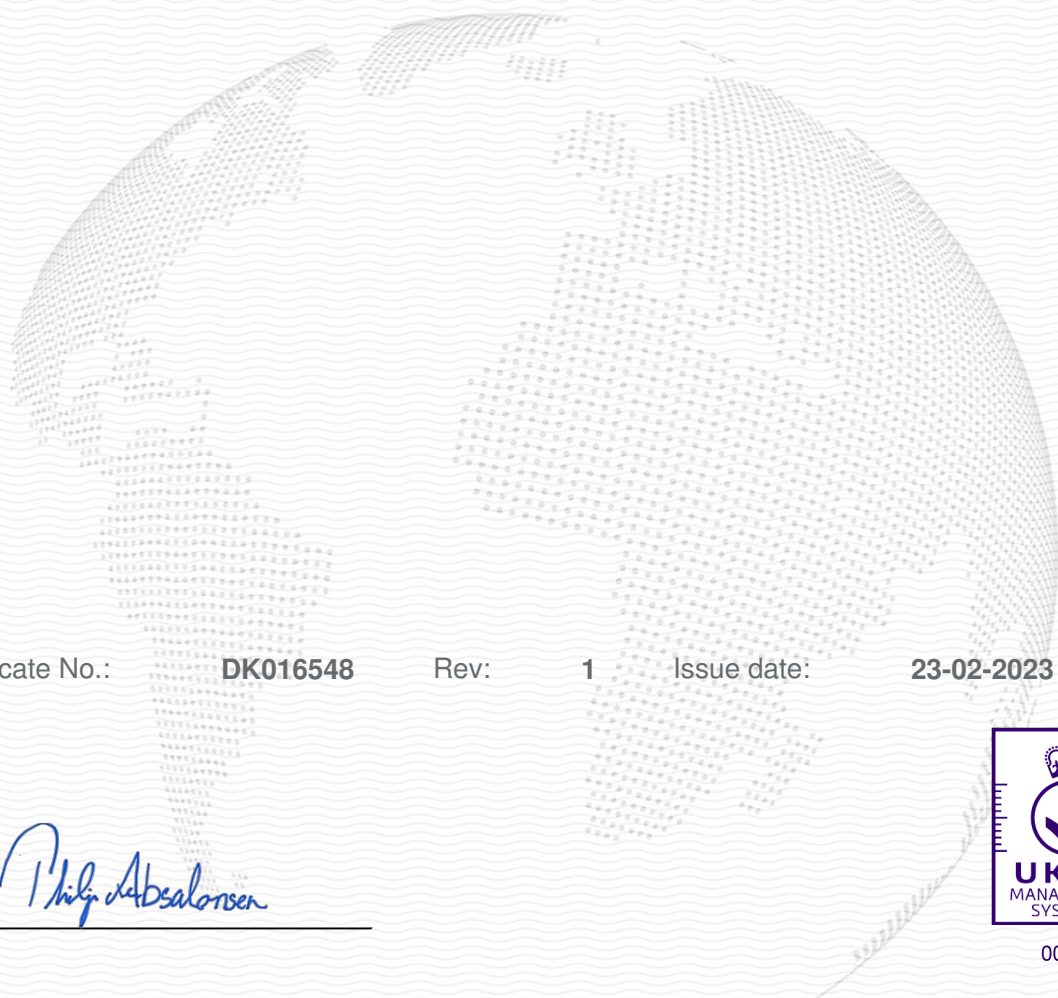 cate No.: DK016548 Rev: 1 Issue date: 23-02-2023
Philip Absalonsen
UK
MANA
SYS
00